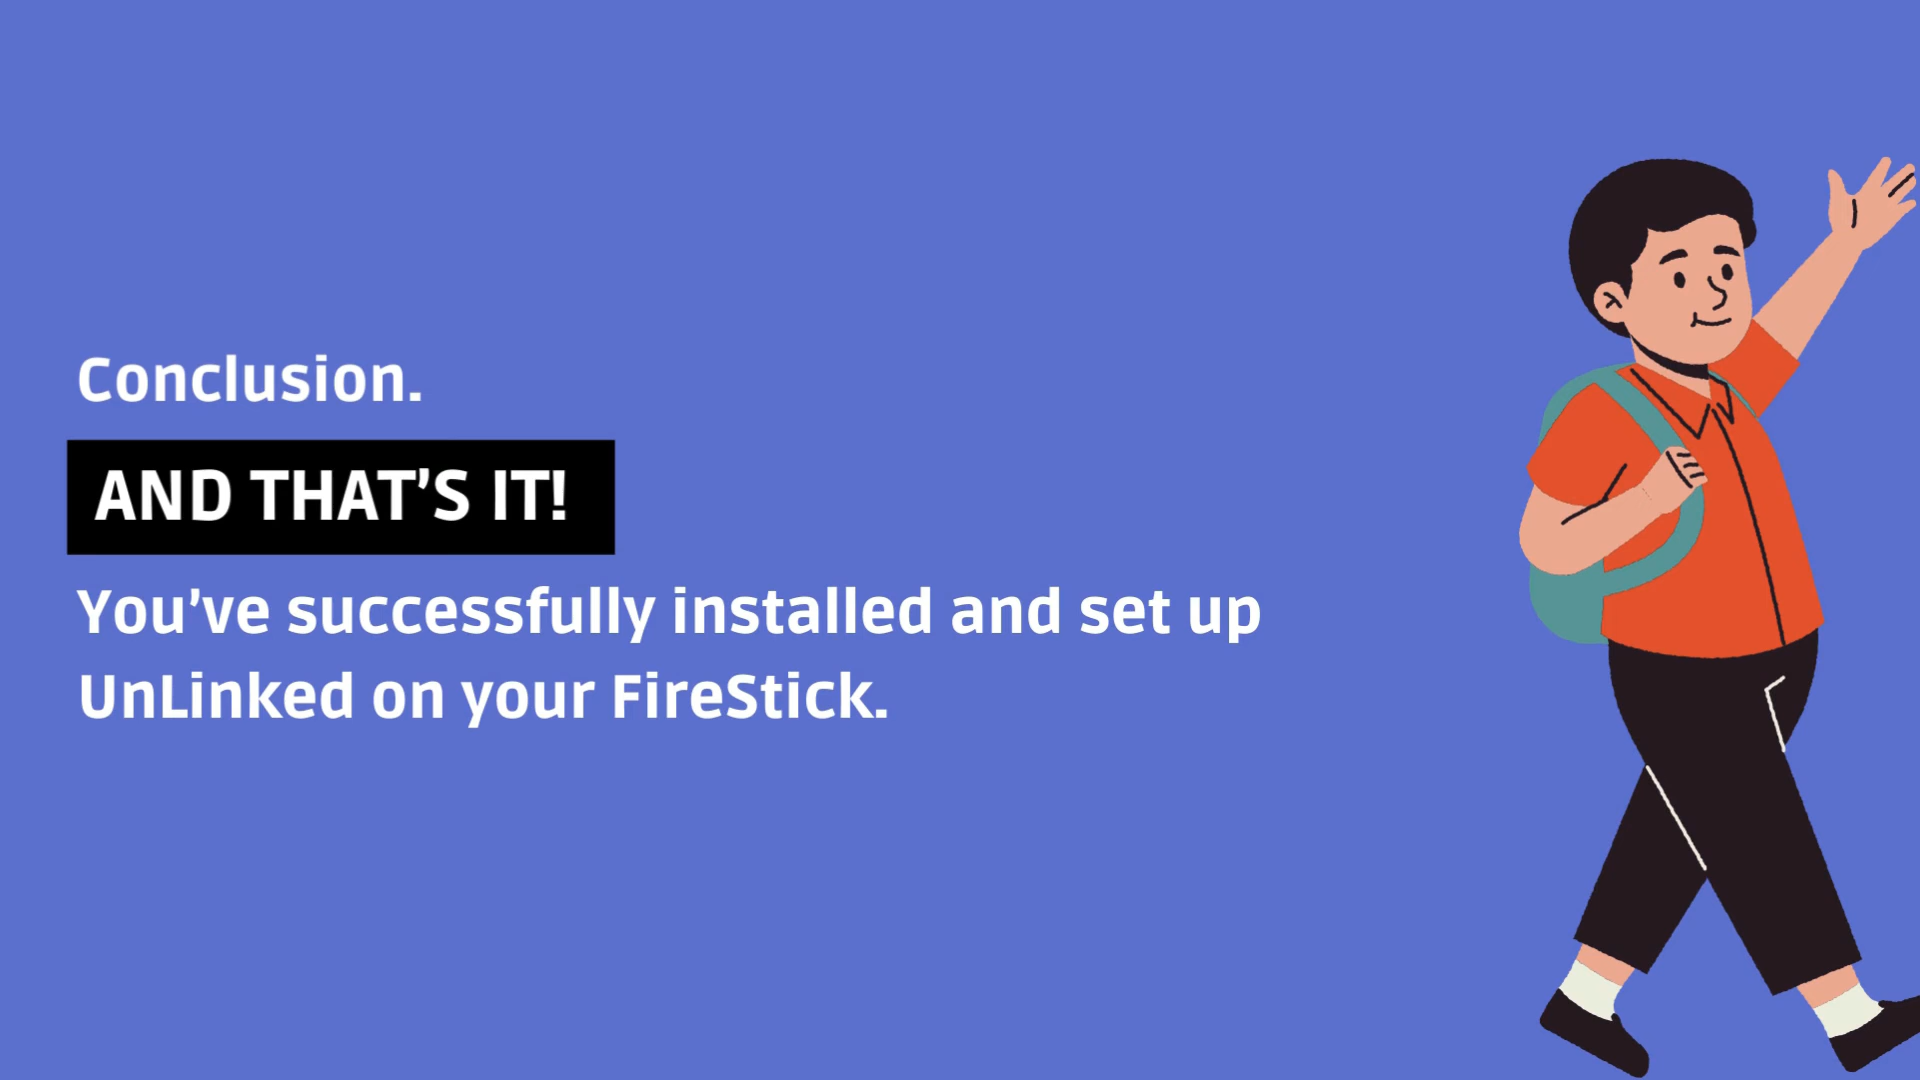 Conclusion.
AND THAT’S IT!
You’ve successfully installed and set up
UnLinked on your FireStick.